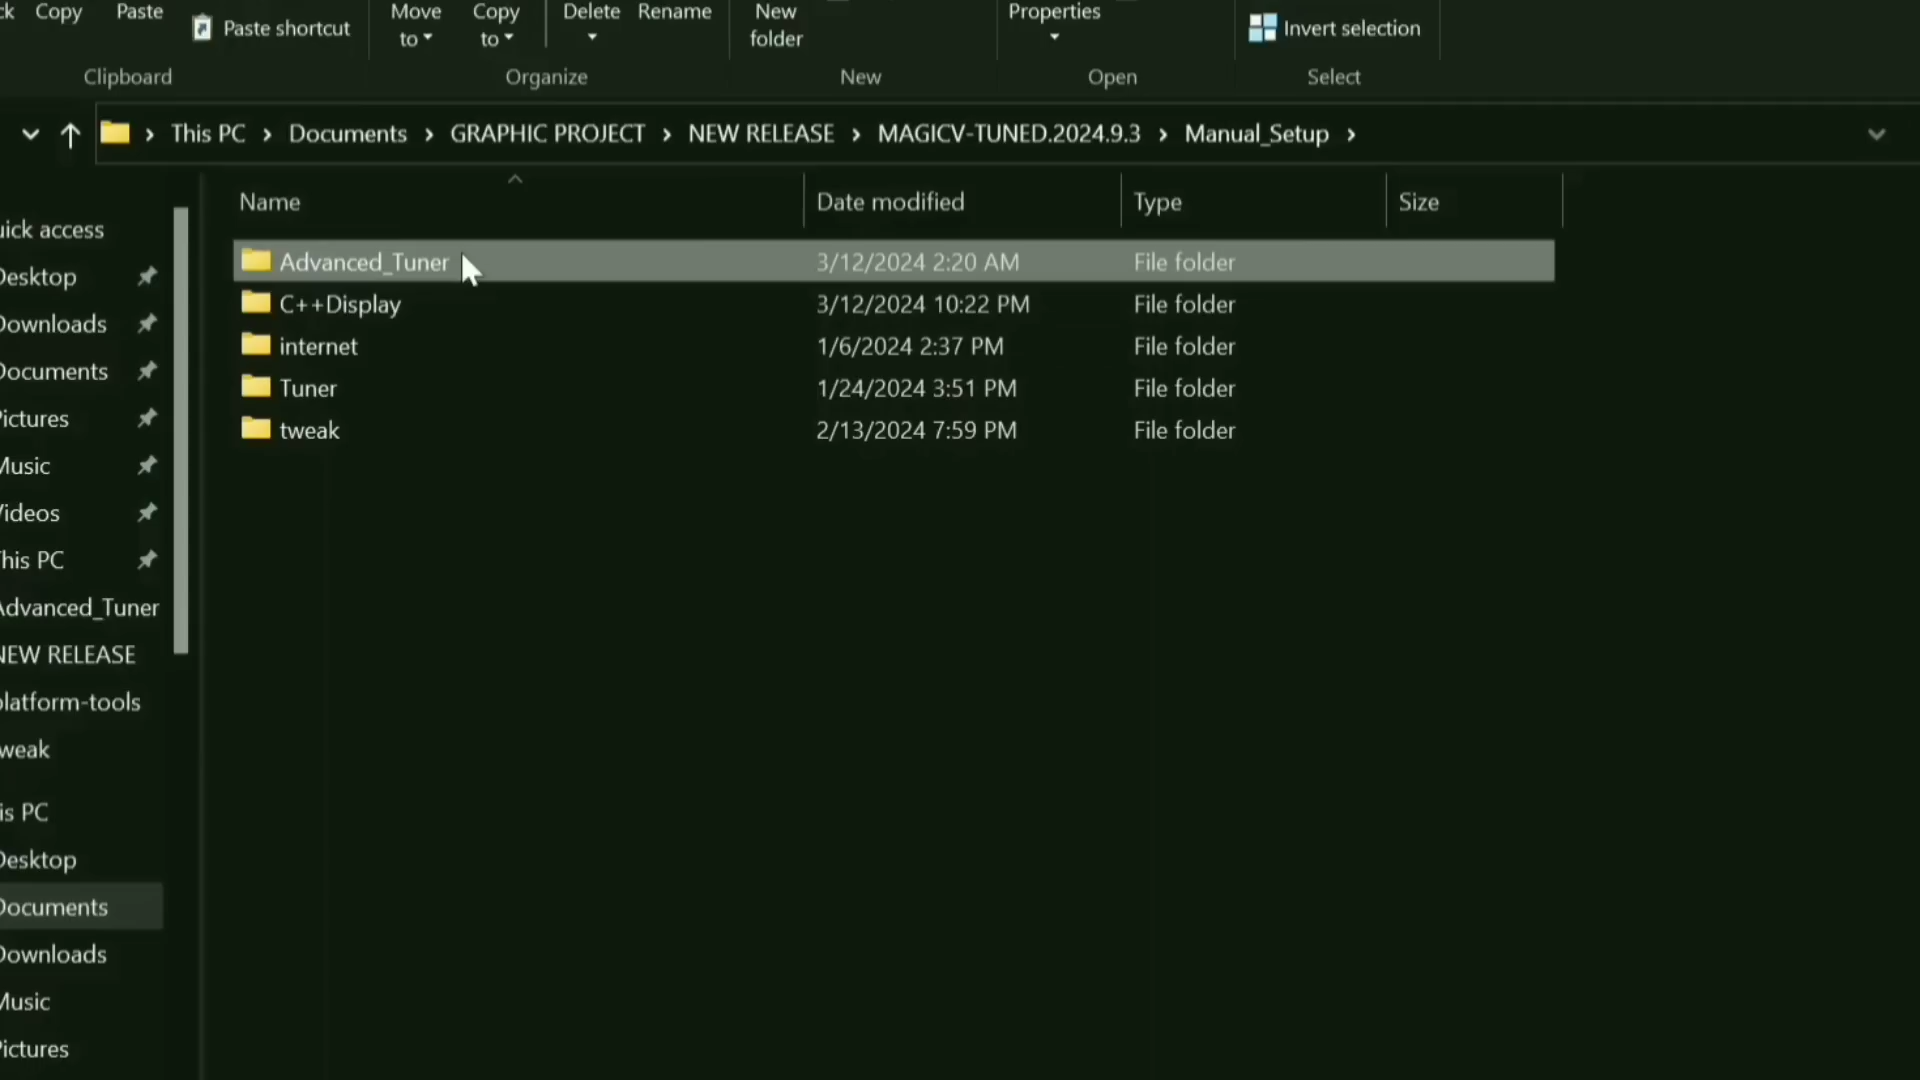 ck Copy Paste
Paste shortcut
Move to
Copy to
Delete
Rename
New folder
Properties
Invert selection
Clipboard Organize New Open Select
This PC › Documents › GRAPHIC PROJECT › NEW RELEASE › MAGICV-TUNED.2024.9.3 › Manual_Setup ›
Name Date modified Type Size
Advanced_Tuner 3/12/2024 2:20 AM File folder
C++Display 3/12/2024 10:22 PM File folder
internet 1/6/2024 2:37 PM File folder
Tuner 1/24/2024 3:51 PM File folder
tweak 2/13/2024 7:59 PM File folder
uick access
Desktop
Downloads
Documents
Pictures
Music
Videos
This PC
Advanced_Tuner
NEW RELEASE
platform-tools
tweak
is PC
Desktop
Documents
Downloads
Music
Pictures